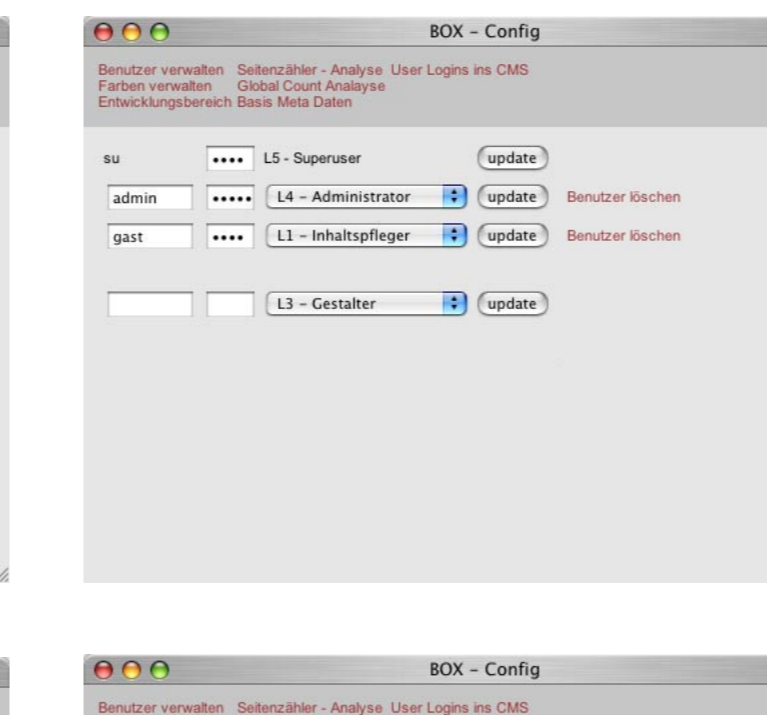 BOX – Config
Benutzer verwalten Seitenzähler - Analyse User Logins ins CMS
Farben verwalten Global Count Analayse
Entwicklungsbereich Basis Meta Daten
su •••• L5 - Superuser update
admin ••••• L4 – Administrator update Benutzer löschen
gast •••• L1 – Inhaltspfleger update Benutzer löschen
L3 – Gestalter update
BOX – Config
Benutzer verwalten Seitenzähler - Analyse User Logins ins CMS